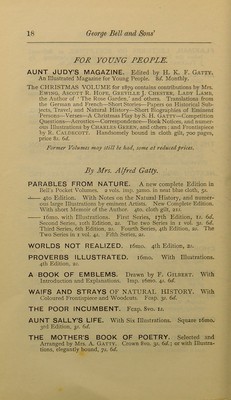 18 George Bell and Sons'
FOR YOUNG PEOPLE.
AUNT JUDY'S MAGAZINE. Edited by H. K. F. GATTY,
An Illustrated Magazine for Young People. 8d. Monthly.
The CHRISTMAS VOLUME for 1879 contains contributions by Mrs.
EWING, ASCOTT R. HOPE, GREVILLE J. CHESTER, LADY LAMB,
the Author of 'The Rose Garden,' and others. Translations from
the German and French—Short Stories—Papers on Historical Sub-
jects, Travel, and Natural History—Short Biographies of Eminent
Persons—Verses—A Christmas Play by S. H. GATTY—Competition
Questions—Acrostics—Correspondence—Book Notices, and numer-
ous Illustrations by CHARLES GREEN, and others; and Frontispiece
by R. CALDECOTT. Handsomely bound in cloth gilt, 700 pages,
price 8s. 6d.
Former Volumes may still be had, some at reduced prices.
By Mrs. Alfred Gatty.
PARABLES FROM NATURE. A new complete Edition in
Bell's Pocket Volumes. 2 vols. imp. 32mo. in neat blue cloth, 5s.
— 4to Edition. With Notes on the Natural History, and numer-
ous large Illustrations by eminent Artists. New Complete Edition.
With short Memoir of the Author. 4to, cloth gilt, 21s.
— 16mo. with Illustrations. First Series, 17th Edition, 1s. 6d.
Second Series, 10th Edition, 2s. The two Series in 1 vol. 3s. 6d.
Third Series, 6th Edition, 2s. Fourth Series, 4th Edition, 2s. The
Two Series in 1 vol. 4s. Fifth Series, 2s.
WORLDS NOT REALIZED. 16mo. 4th Edition, 2s.
PROVERBS ILLUSTRATED. 16mo. With Illustrations.
4th Edition, 2s.
A BOOK OF EMBLEMS. Drawn by F. GILBERT. With
Introduction and Explanations. Imp. 16mo. 4s. 6d.
WAIFS AND STRAYS OF NATURAL HISTORY. With
Coloured Frontispiece and Woodcuts. Fcap. 3s. 6d.
THE POOR INCUMBENT. Fcap. 8vo. 1s.
AUNT SALLY'S LIFE. With Six Illustrations. Square 16mo.
3rd Edition, 3s. 6d.
THE MOTHER'S BOOK OF POETRY. Selected and
Arranged by Mrs. A. GATTY. Crown 8vo. 3s. 6d.; or with Illustra-
tions, elegantly bound, 7s. 6d.